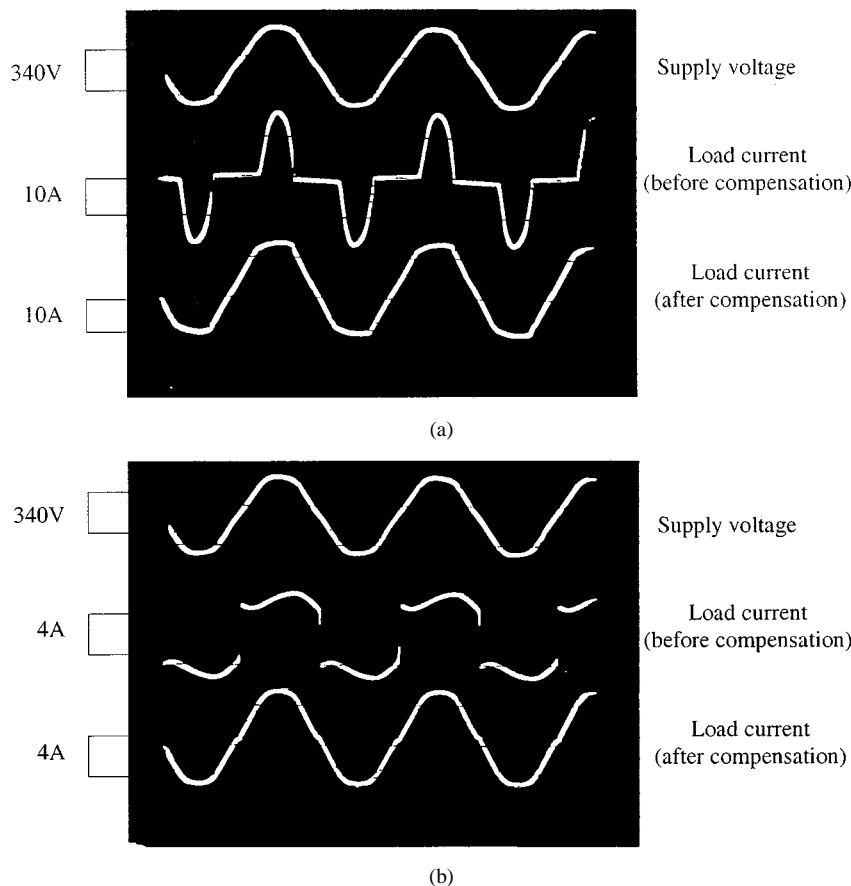 340V
Supply voltage
Load current
(before compensation)
10A
Load current
(after compensation)
10A
(a)
340V
Supply voltage
4A
Load current
(before compensation)
4A
Load current
(after compensation)
(b)